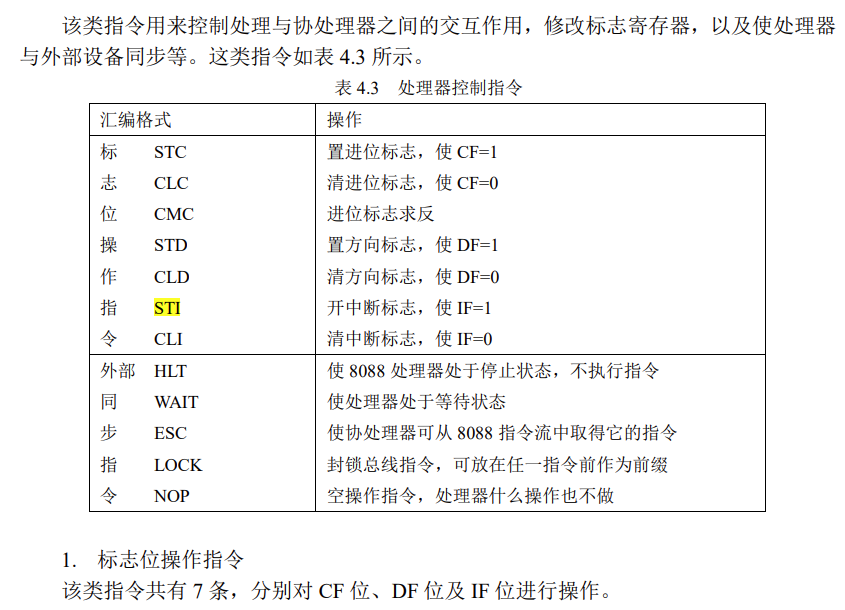 该类指令用来控制处理与协处理器之间的交互作用，修改标志寄存器，以及使处理器
与外部设备同步等。这类指令如表 4.3 所示。
表 4.3 处理器控制指令
汇编格式 操作
标 STC 置进位标志，使 CF=1
志 CLC 清进位标志，使 CF=0
位 CMC 进位标志求反
操 STD 置方向标志，使 DF=1
作 CLD 清方向标志，使 DF=0
指 STI 开中断标志，使 IF=1
令 CLI 清中断标志，使 IF=0
外部 HLT 使 8088 处理器处于停止状态，不执行指令
同 WAIT 使处理器处于等待状态
步 ESC 使协处理器可从 8088 指令流中取得它的指令
指 LOCK 封锁总线指令，可放在任一指令前作为前缀
令 NOP 空操作指令，处理器什么操作也不做
1. 标志位操作指令
该类指令共有 7 条，分别对 CF 位、DF 位及 IF 位进行操作。